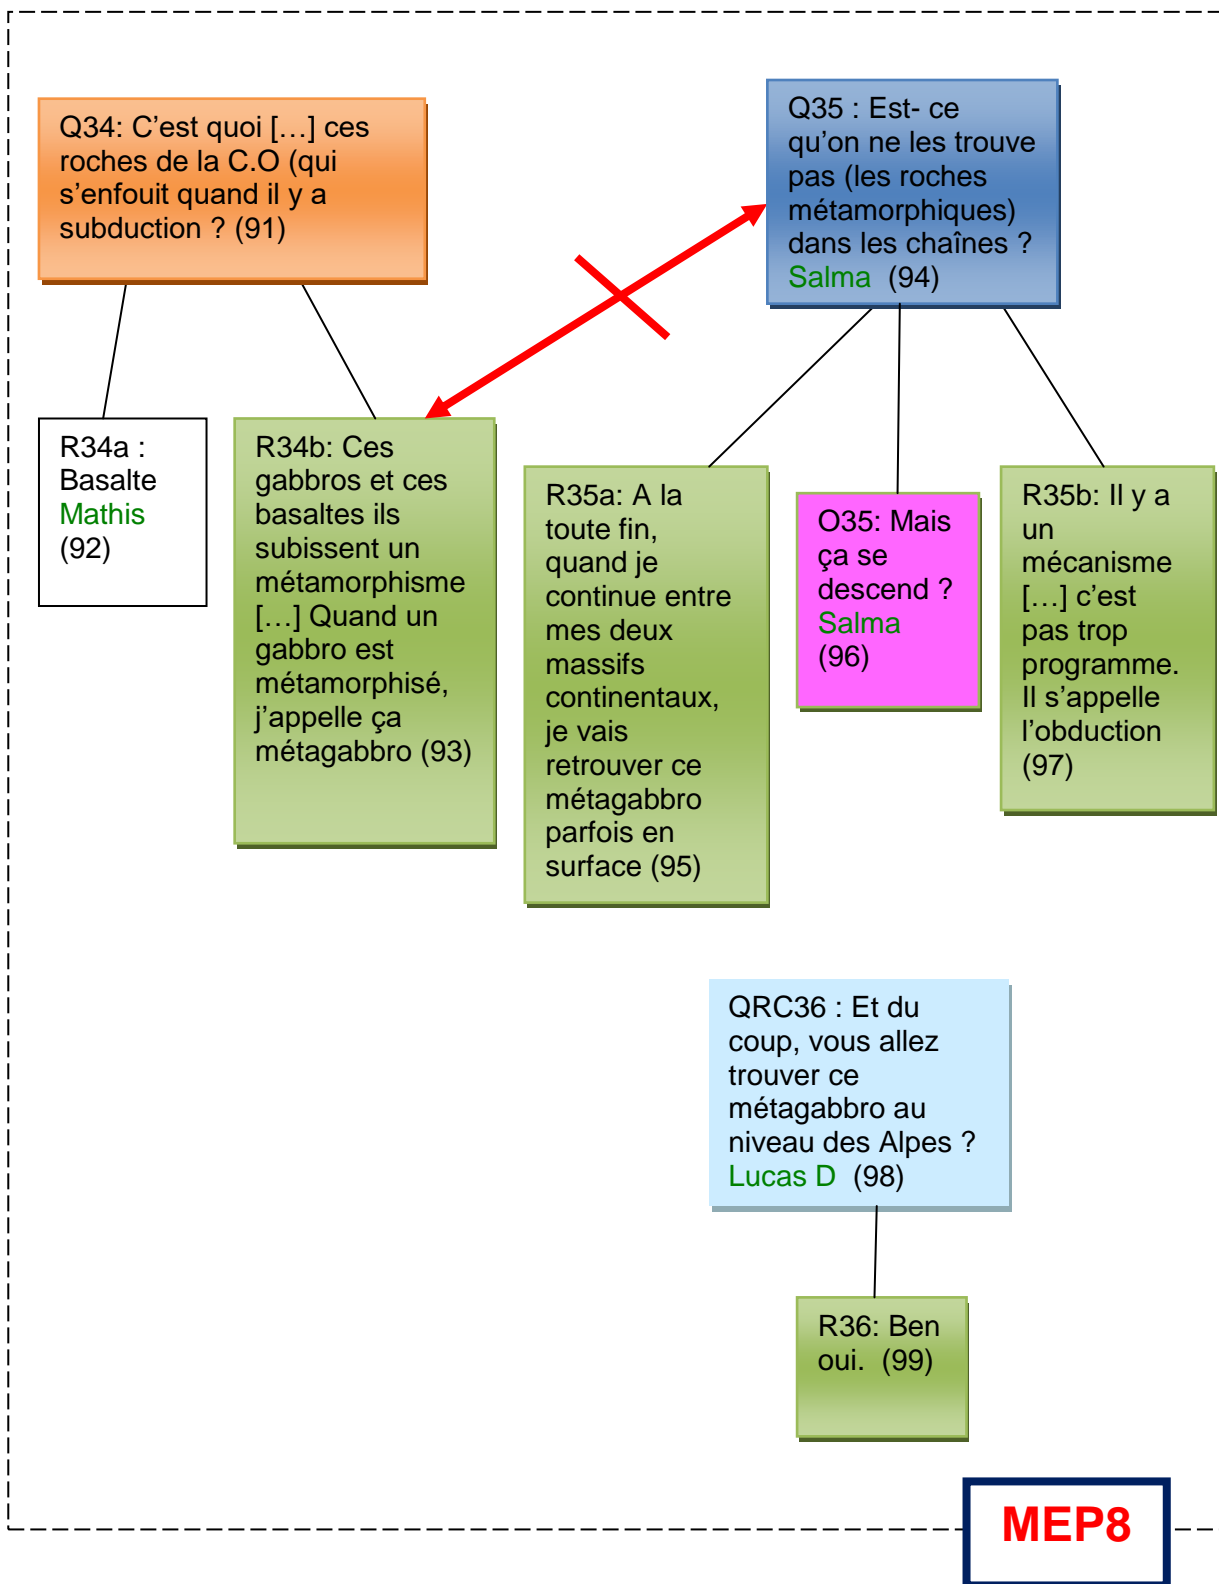 Q34: C’est quoi […] ces
roches de la C.O (qui
s’enfouit quand il y a
subduction ? (91)
Q35 : Est- ce
qu’on ne les trouve
pas (les roches
métamorphiques)
dans les chaînes ?
Salma (94)
R34a :
Basalte
Mathis
(92)
R34b: Ces
gabbros et ces
basaltes ils
subissent un
métamorphisme
[…] Quand un
gabbro est
métamorphisé,
j’appelle ça
métagabbro (93)
R35a: A la
toute fin,
quand je
continue entre
mes deux
massifs
continentaux,
je vais
retrouver ce
métagabbro
parfois en
surface (95)
O35: Mais
ça se
descend ?
Salma
(96)
R35b: Il y a
un
mécanisme
[…] c’est
pas trop
programme.
Il s’appelle
l’obduction
(97)
QRC36 : Et du
coup, vous allez
trouver ce
métagabbro au
niveau des Alpes ?
Lucas D (98)
R36: Ben
oui. (99)
MEP8